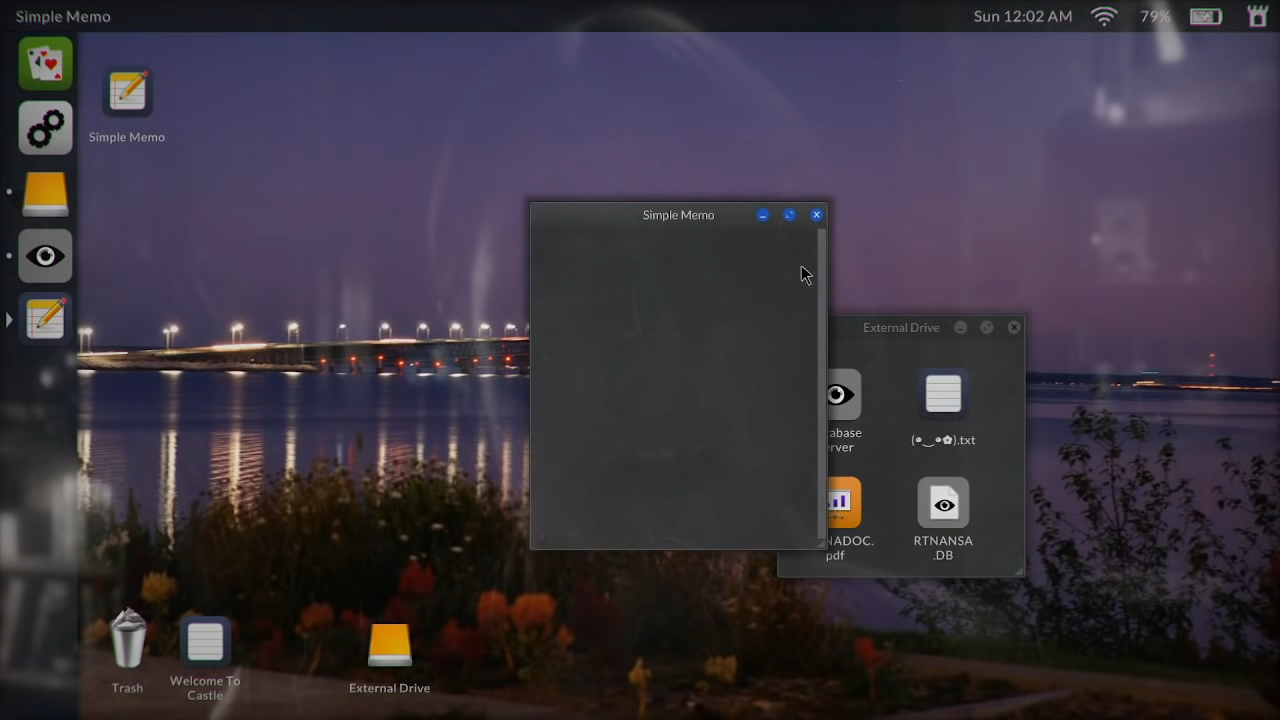 Simple Memo
Sun 12:02 AM
79%
Simple Memo
Simple Memo
External Drive
abase
erver
(•‿•✿).txt
NADOC.
pdf
RTNANSA
.DB
Trash
Welcome To
Castle
External Drive